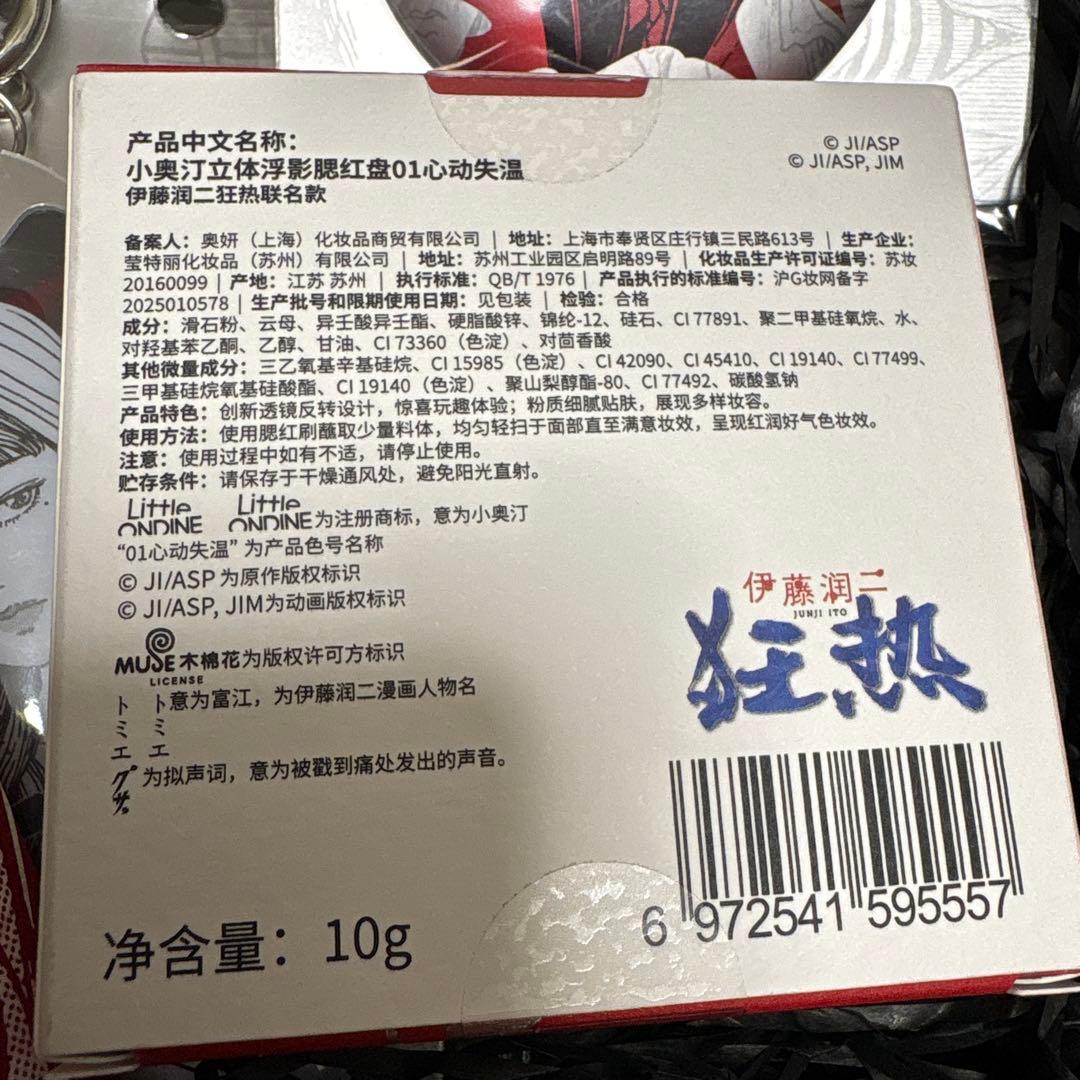 产品中文名称：
小奥汀立体浮影腮红盘01心动失温
伊藤润二狂热联名款
© JI/ASP
© JI/ASP, JIM
备案人：奥妍（上海）化妆品商贸有限公司 | 地址：上海市奉贤区庄行镇三民路613号 | 生产企业：
莹特丽化妆品（苏州）有限公司 | 地址：苏州工业园区启明路89号 | 化妆品生产许可证编号：苏妆
20160099 | 产地：江苏 苏州 | 执行标准：QB/T 1976 | 产品执行的标准编号：沪G妆网备字
2025010578 | 生产批号和限期使用日期：见包装 | 检验：合格
成分：滑石粉、云母、异壬酸异壬酯、硬脂酸锌、锦纶-12、硅石、CI 77891、聚二甲基硅氧烷、水、
对羟基苯乙酮、乙醇、甘油、CI 73360（色淀）、对茴香酸
其他微量成分：三乙氧基辛基硅烷、CI 15985（色淀）、CI 42090、CI 45410、CI 19140、CI 77499、
三甲基硅烷氧基硅酸酯、CI 19140（色淀）、聚山梨醇酯-80、CI 77492、碳酸氢钠
产品特色：创新透镜反转设计，惊喜玩趣体验；粉质细腻贴肤，展现多样妆容。
使用方法：使用腮红刷蘸取少量料体，均匀轻扫于面部直至满意妆效，呈现红润好气色妆效。
注意：使用过程中如有不适，请停止使用。
贮存条件：请保存于干燥通风处，避免阳光直射。
Little ONDINE Little ONDINE为注册商标，意为小奥汀
“01心动失温”为产品色号名称
© JI/ASP 为原作版权标识
© JI/ASP, JIM为动画版权标识
MUSE LICENSE 木棉花为版权许可方标识
トミエ トミエ意为富江，为伊藤润二漫画人物名
グサ。为拟声词，意为被戳到痛处发出的声音。
伊藤润二
JUNJI ITO
狂热
净含量：10g
6 972541 595557